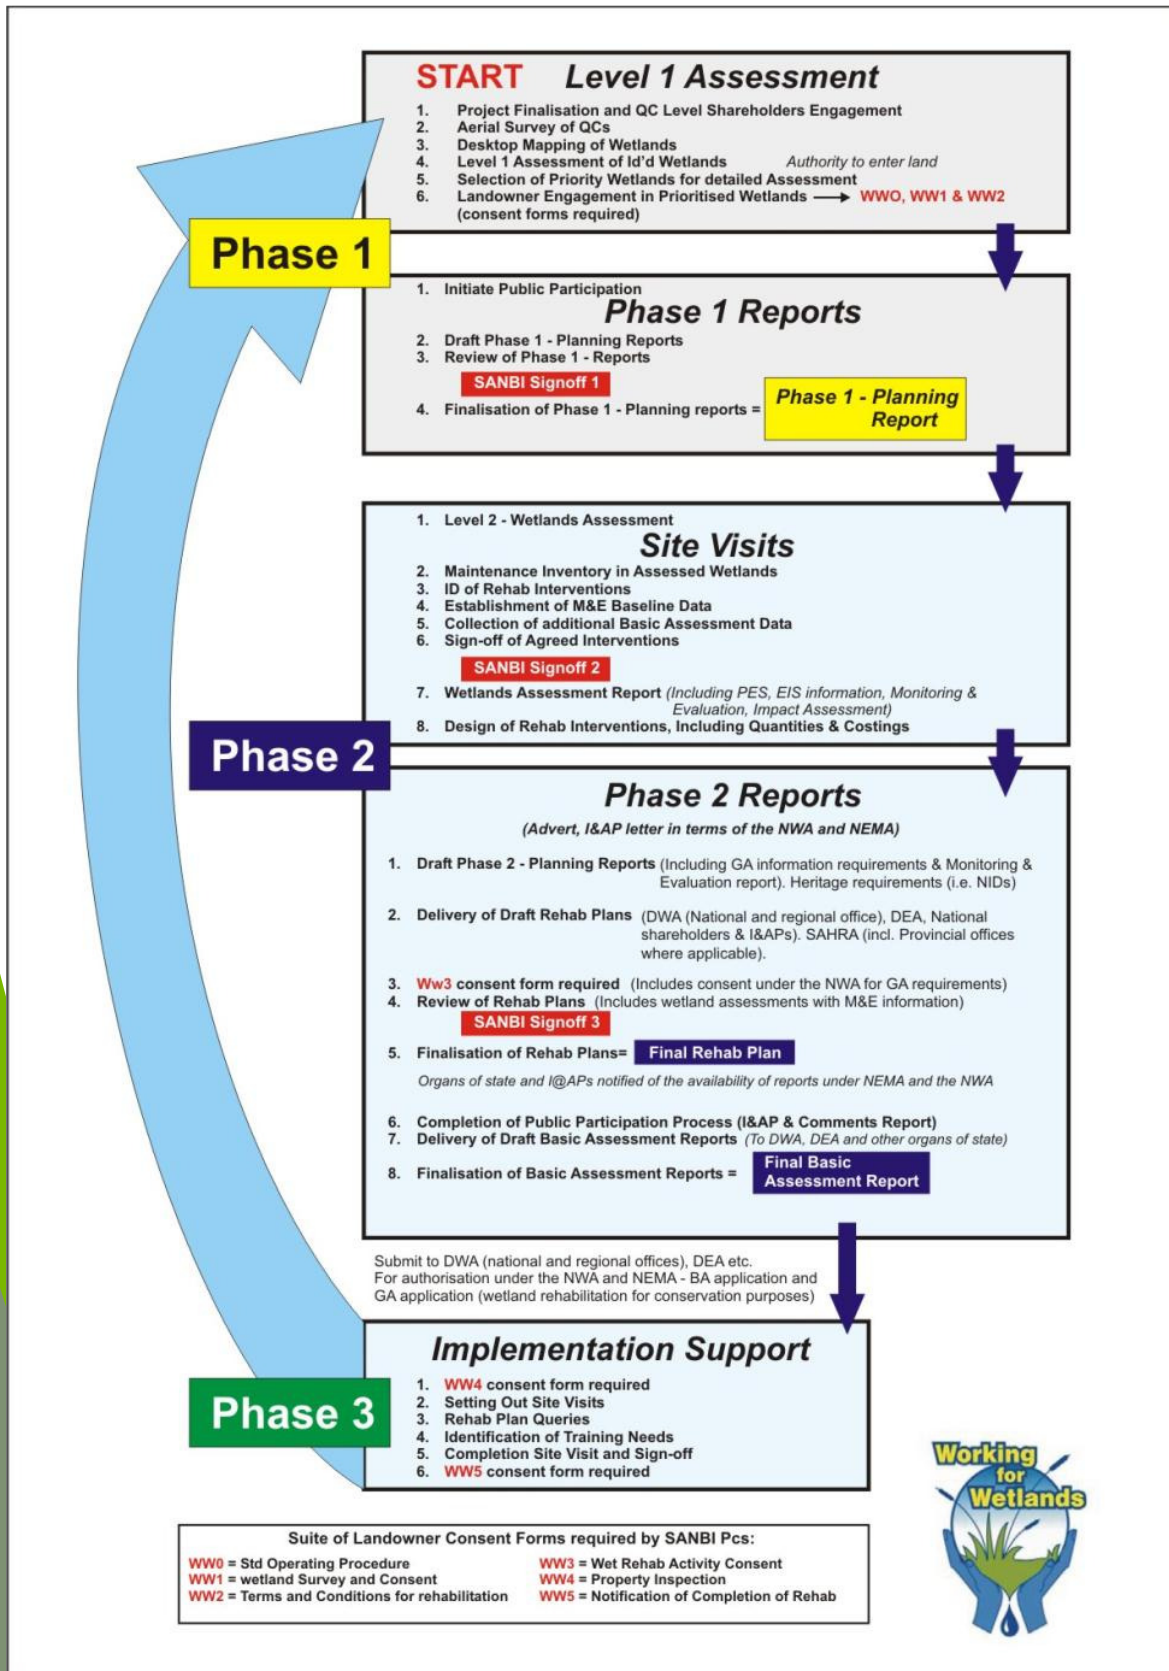 START Level 1 Assessment
1. Project Finalisation and QC Level Shareholders Engagement
2. Aerial Survey of QCs
3. Desktop Mapping of Wetlands
4. Level 1 Assessment of Id'd Wetlands Authority to enter land
5. Selection of Priority Wetlands for detailed Assessment
6. Landowner Engagement in Prioritised Wetlands WWO, WW1 & WW2
(consent forms required)
Phase 1
1. Initiate Public Participation
Phase 1 Reports
2. Draft Phase 1 - Planning Reports
3. Review of Phase 1 - Reports
SANBI Signoff 1
4. Finalisation of Phase 1 - Planning reports =
Phase 1 - Planning
Report
1. Level 2 - Wetlands Assessment
Site Visits
2. Maintenance Inventory in Assessed Wetlands
3. ID of Rehab Interventions
4. Establishment of M&E Baseline Data
5. Collection of additional Basic Assessment Data
6. Sign-off of Agreed Interventions
SANBI Signoff 2
7. Wetlands Assessment Report (Including PES, EIS information, Monitoring &
Evaluation, Impact Assessment)
8. Design of Rehab Interventions, Including Quantities & Costings
Phase 2
Phase 2 Reports
(Advert, I&AP letter in terms of the NWA and NEMA)
1. Draft Phase 2 - Planning Reports (Including GA information requirements & Monitoring &
Evaluation report). Heritage requirements (i.e. NIDs)
2. Delivery of Draft Rehab Plans (DWA (National and regional office), DEA, National
shareholders & I&APs). SAHRA (incl. Provincial offices
where applicable).
3. Ww3 consent form required (Includes consent under the NWA for GA requirements)
4. Review of Rehab Plans (Includes wetland assessments with M&E information)
SANBI Signoff 3
5. Finalisation of Rehab Plans= Final Rehab Plan
Organs of state and I@APs notified of the availability of reports under NEMA and the NWA
6. Completion of Public Participation Process (I&AP & Comments Report)
7. Delivery of Draft Basic Assessment Reports (To DWA, DEA and other organs of state)
8. Finalisation of Basic Assessment Reports =
Final Basic
Assessment Report
Submit to DWA (national and regional offices), DEA etc.
For authorisation under the NWA and NEMA - BA application and
GA application (wetland rehabilitation for conservation purposes)
Implementation Support
1. WW4 consent form required
2. Setting Out Site Visits
3. Rehab Plan Queries
4. Identification of Training Needs
5. Completion Site Visit and Sign-off
6. WW5 consent form required
Phase 3
Working
for
Wetlands
Suite of Landowner Consent Forms required by SANBI Pcs:
WW0 = Std Operating Procedure WW3 = Wet Rehab Activity Consent
WW1 = wetland Survey and Consent WW4 = Property Inspection
WW2 = Terms and Conditions for rehabilitation WW5 = Notification of Completion of Rehab